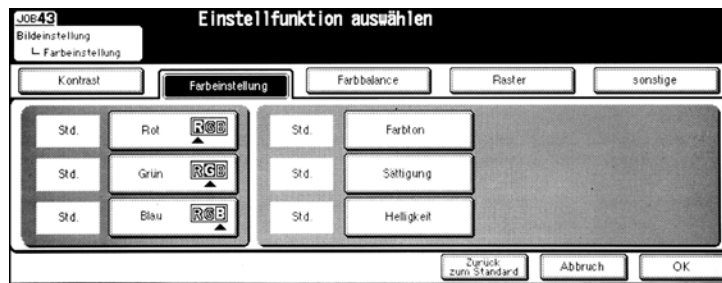 JOB43
Einstellfunktion auswählen
Bildeinstellung
Farbeinstellung
Kontrast
Farbeinstellung
Farbbalance
Raster
sonstige
Std.
Rot
RGB
Std.
Farbton
Std.
Grün
RGB
Std.
Sättigung
Std.
Blau
RGB
Std.
Helligkeit
Zurück
zum Standard
Abbruch
OK